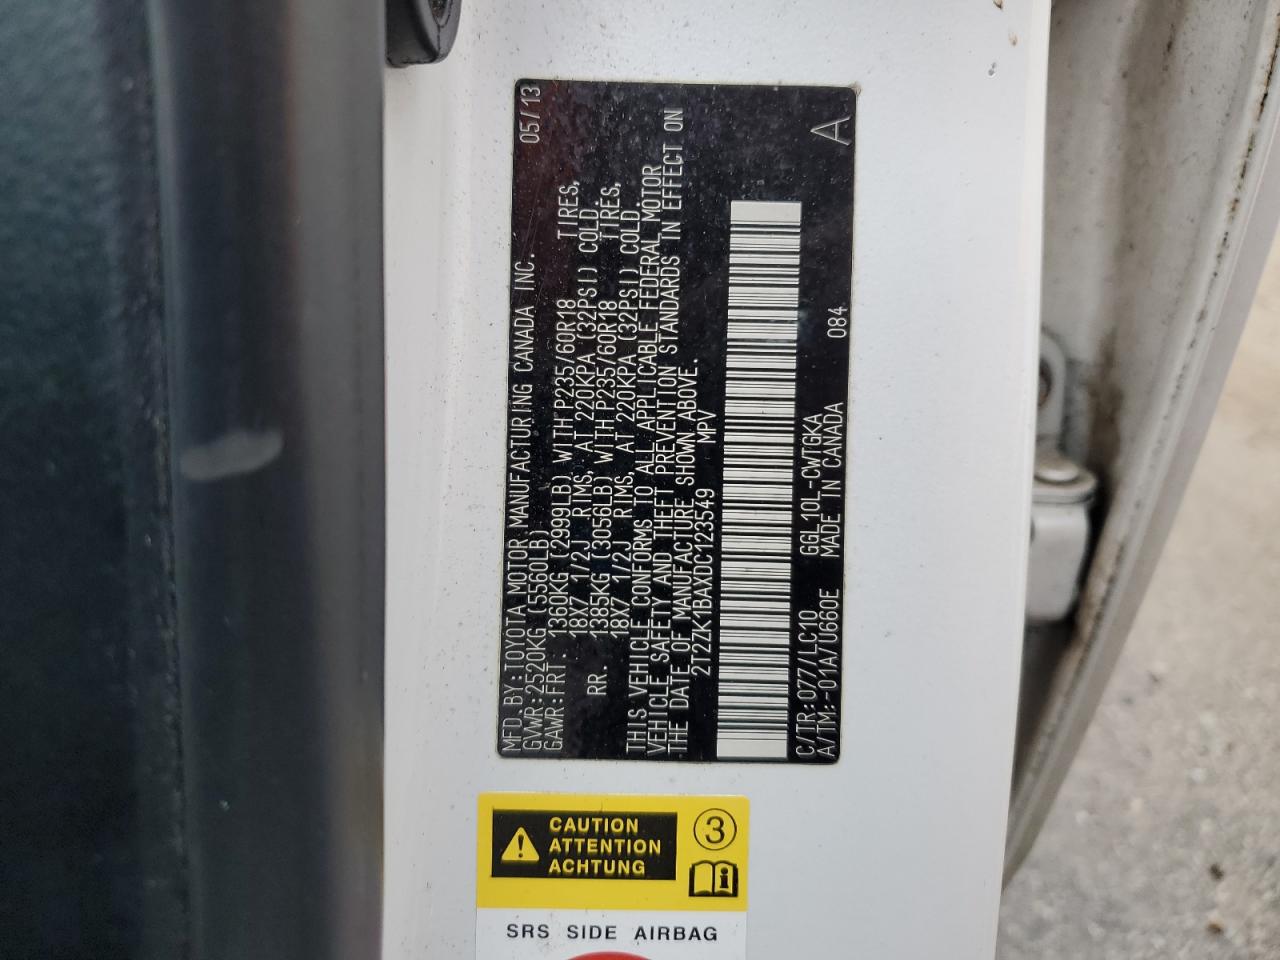 MFD. BY: TOYOTA MOTOR MANUFACTURING CANADA INC. 05/13
GVWR: 2520KG (5560LB)
GAWR: FRT. 1360KG (2999LB) WITH P235/60R18 TIRES,
18X7 1/2J RIMS, AT 220KPA (32PSI) COLD.
RR. 1385KG (3056LB) WITH P235/60R18 TIRES,
18X7 1/2J RIMS, AT 220KPA (32PSI) COLD.
THIS VEHICLE CONFORMS TO ALL APPLICABLE FEDERAL MOTOR
VEHICLE SAFETY AND THEFT PREVENTION STANDARDS IN EFFECT ON
THE DATE OF MANUFACTURE SHOWN ABOVE.
2T2ZK1BAXDC123549 MPV
C/TR: 077/LC10 GGL10L-CWTGKA 084 A
A/TM: -01A/U660E MADE IN CANADA
CAUTION
ATTENTION
ACHTUNG
3
i
SRS SIDE AIRBAG